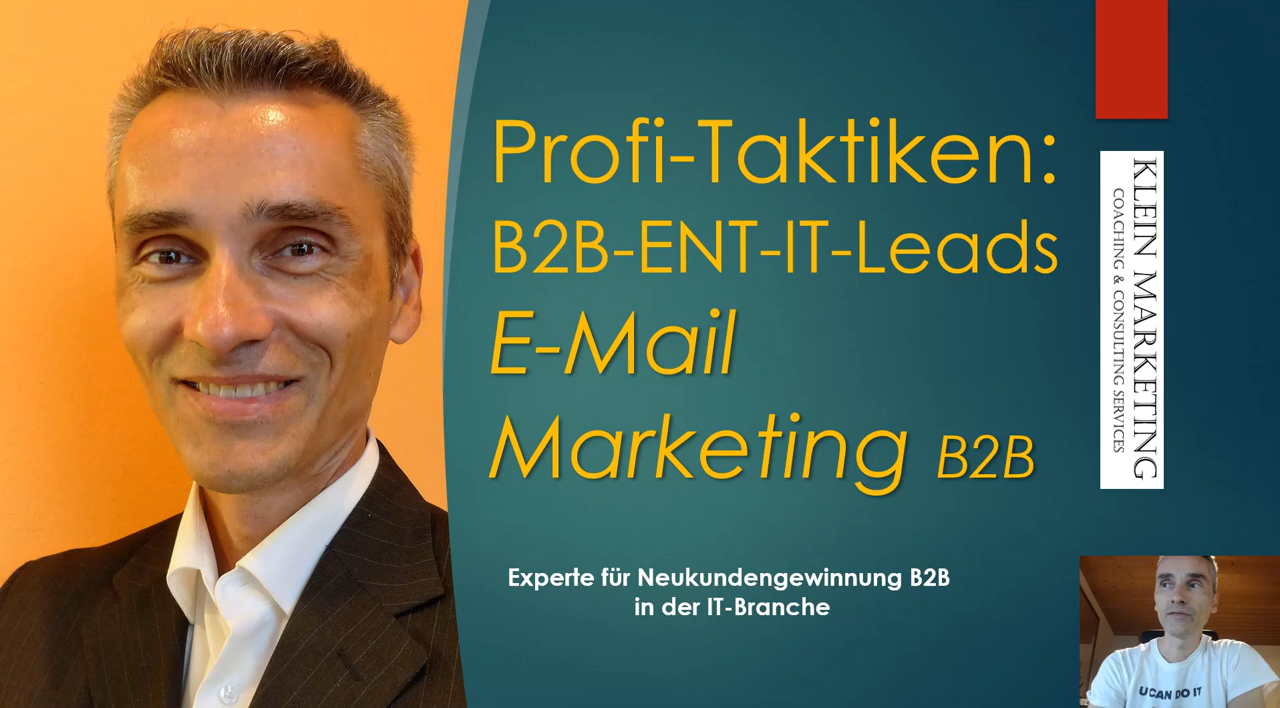 Profi-Taktiken:
B2B-ENT-IT-Leads
E-Mail
Marketing B2B
Experte für Neukundengewinnung B2B
in der IT-Branche
KLEIN MARKETING
COACHING & CONSULTING SERVICES
U CAN DO IT